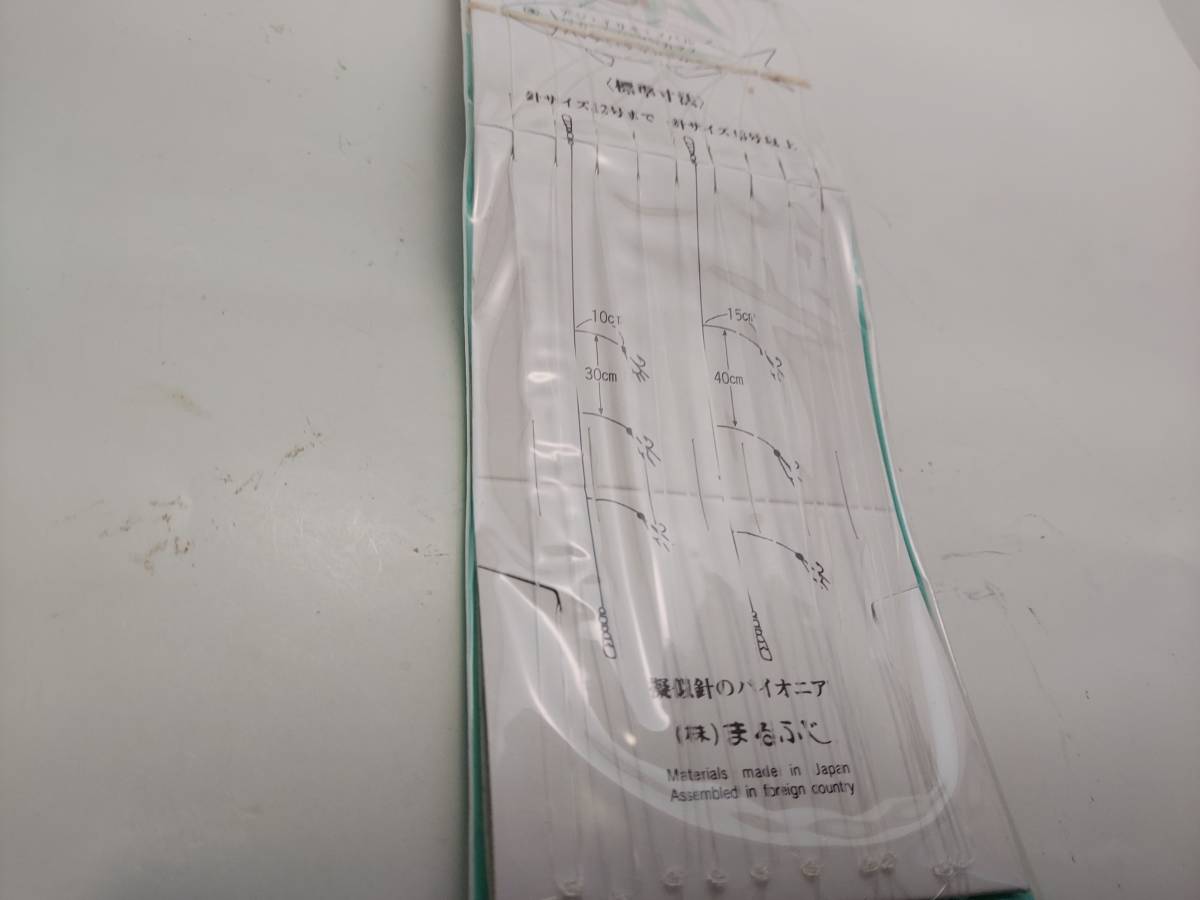 〈標準寸法〉
針サイズ12号まで 針サイズ13号以上
10cm 15cm
30cm 40cm
擬似針のパイオニア
(株)まるふじ
Materials made in Japan
Assembled in foreign country